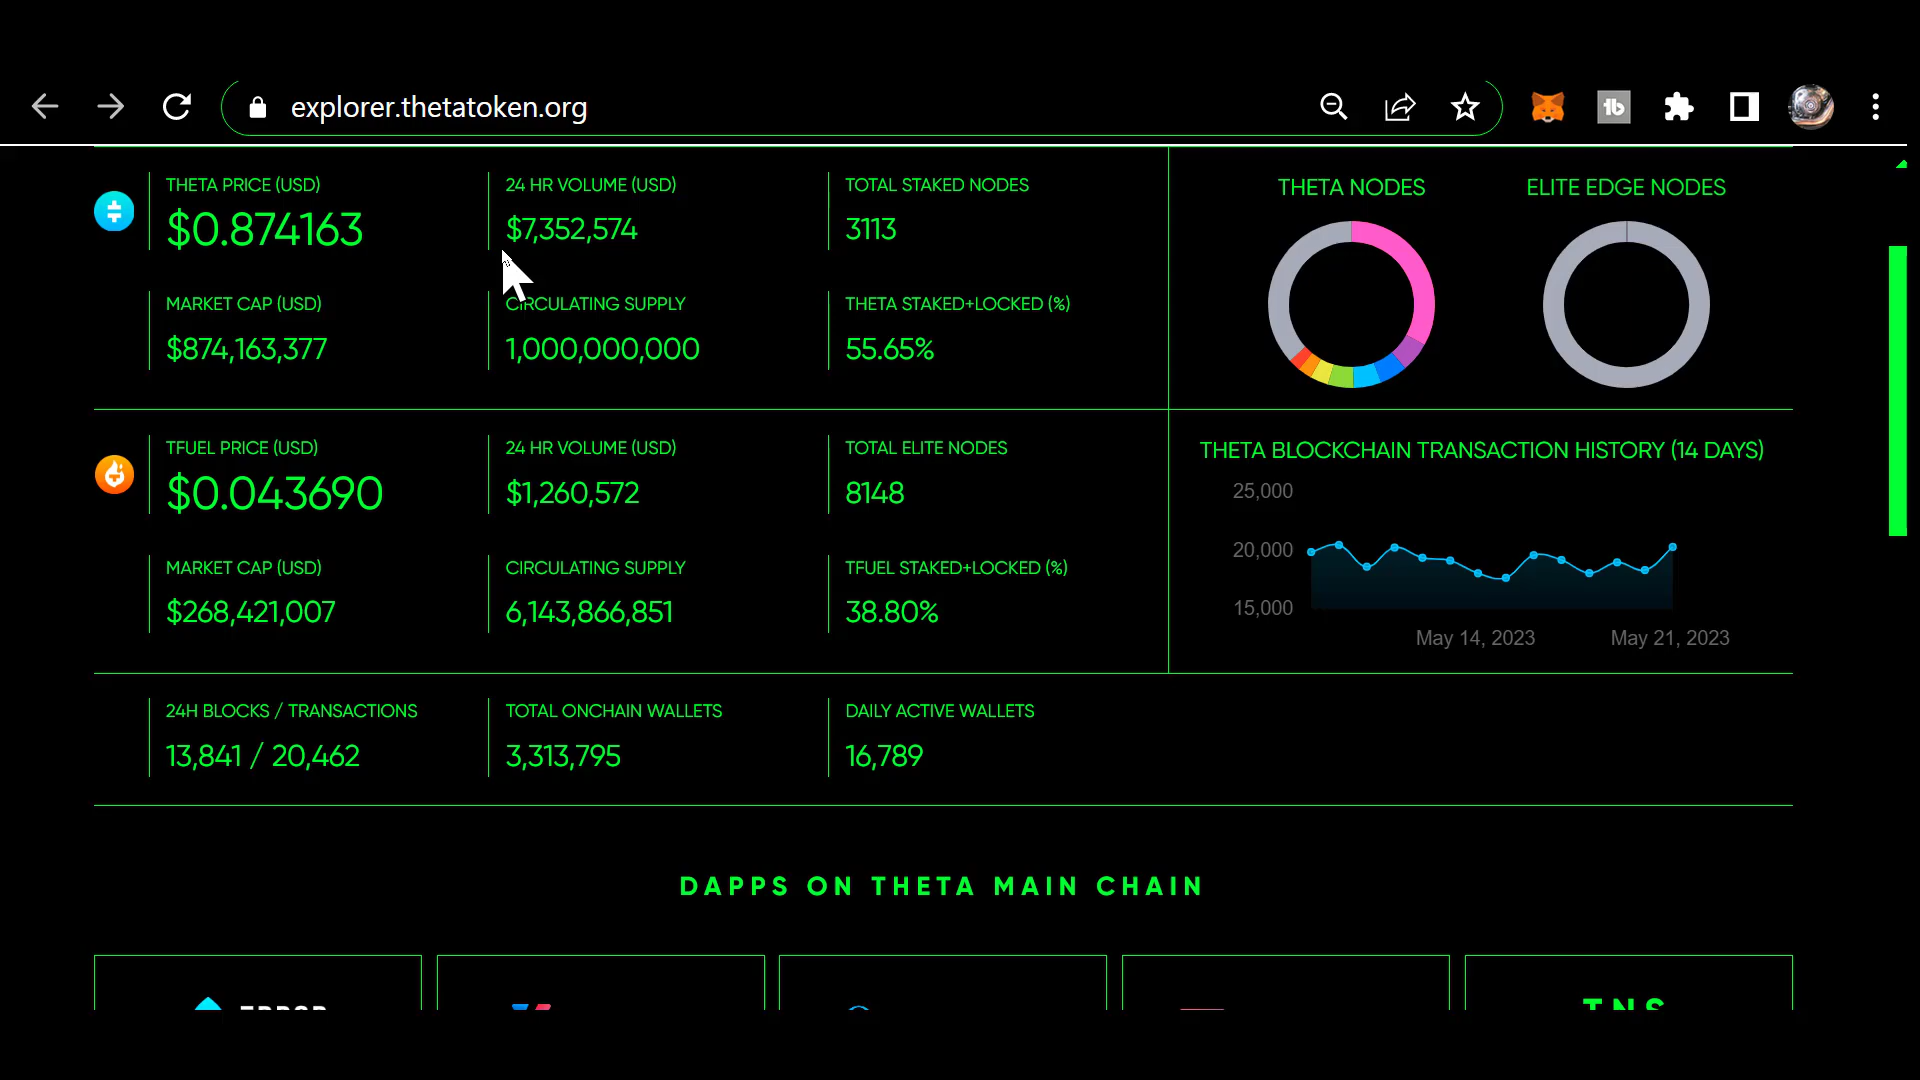 explorer.thetatoken.org
THETA PRICE (USD)
$0.874163
24 HR VOLUME (USD)
$7,352,574
TOTAL STAKED NODES
3113
MARKET CAP (USD)
$874,163,377
CIRCULATING SUPPLY
1,000,000,000
THETA STAKED+LOCKED (%)
55.65%
THETA NODES
ELITE EDGE NODES
TFUEL PRICE (USD)
$0.043690
24 HR VOLUME (USD)
$1,260,572
TOTAL ELITE NODES
8148
MARKET CAP (USD)
$268,421,007
CIRCULATING SUPPLY
6,143,866,851
TFUEL STAKED+LOCKED (%)
38.80%
THETA BLOCKCHAIN TRANSACTION HISTORY (14 DAYS)
25,000
20,000
15,000
May 14, 2023
May 21, 2023
24H BLOCKS / TRANSACTIONS
13,841 / 20,462
TOTAL ONCHAIN WALLETS
3,313,795
DAILY ACTIVE WALLETS
16,789
DAPPS ON THETA MAIN CHAIN
TNS